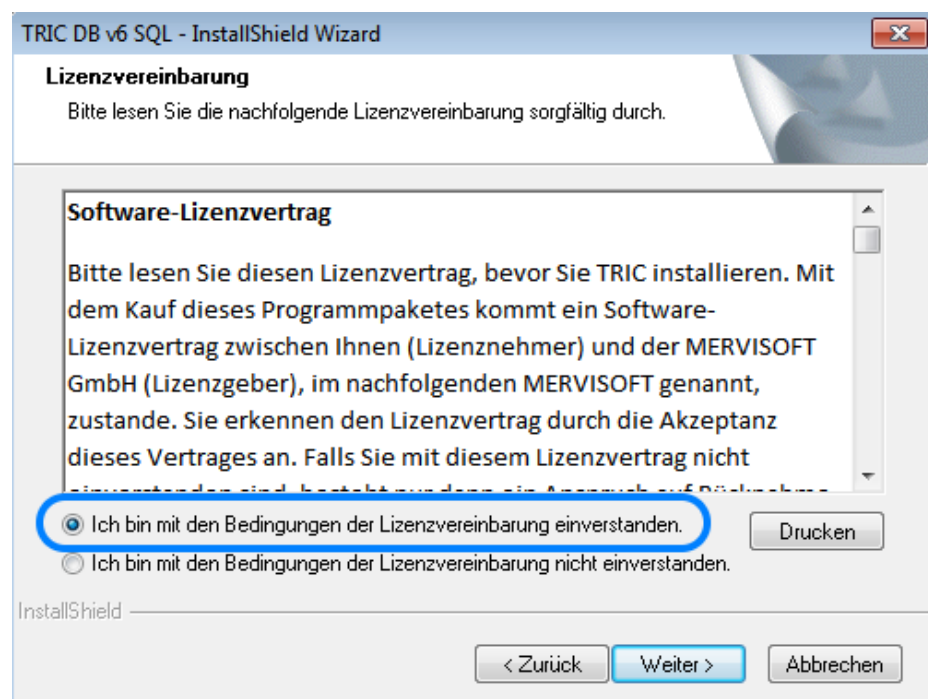 TRIC DB v6 SQL - InstallShield Wizard
Lizenzvereinbarung
Bitte lesen Sie die nachfolgende Lizenzvereinbarung sorgfältig durch.
Software-Lizenzvertrag
Bitte lesen Sie diesen Lizenzvertrag, bevor Sie TRIC installieren. Mit
dem Kauf dieses Programmpaketes kommt ein Software-
Lizenzvertrag zwischen Ihnen (Lizenznehmer) und der MERVISOFT
GmbH (Lizenzgeber), im nachfolgenden MERVISOFT genannt,
zustande. Sie erkennen den Lizenzvertrag durch die Akzeptanz
dieses Vertrages an. Falls Sie mit diesem Lizenzvertrag nicht
Ich bin mit den Bedingungen der Lizenzvereinbarung einverstanden.
Drucken
Ich bin mit den Bedingungen der Lizenzvereinbarung nicht einverstanden.
InstallShield
< Zurück
Weiter >
Abbrechen